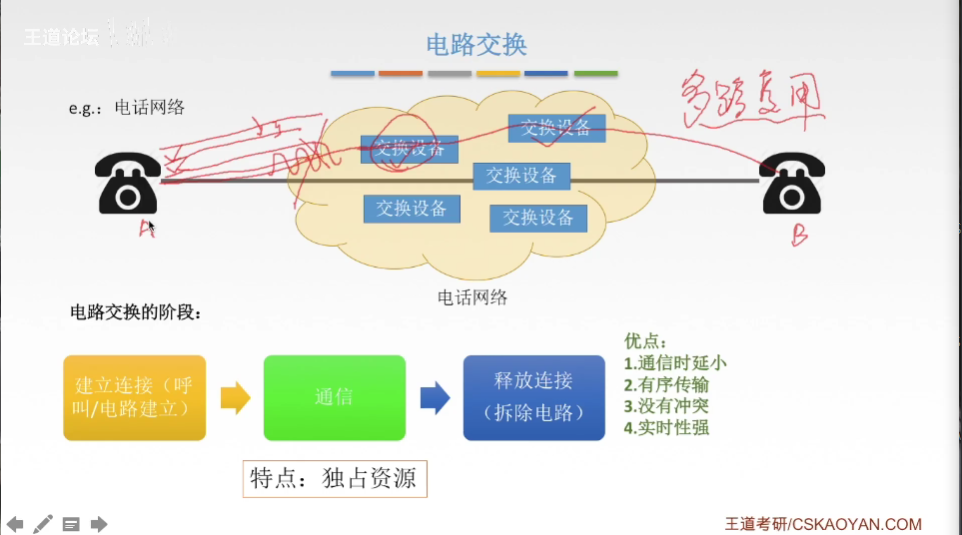 王道论坛
电路交换
多路复用
e.g.：电话网络
交换设备
交换设备
交换设备
交换设备
交换设备
A
B
电话网络
电路交换的阶段：
建立连接（呼
叫/电路建立）
通信
释放连接
（拆除电路）
优点：
1.通信时延小
2.有序传输
3.没有冲突
4.实时性强
特点：独占资源
王道考研/CSKAOYAN.COM